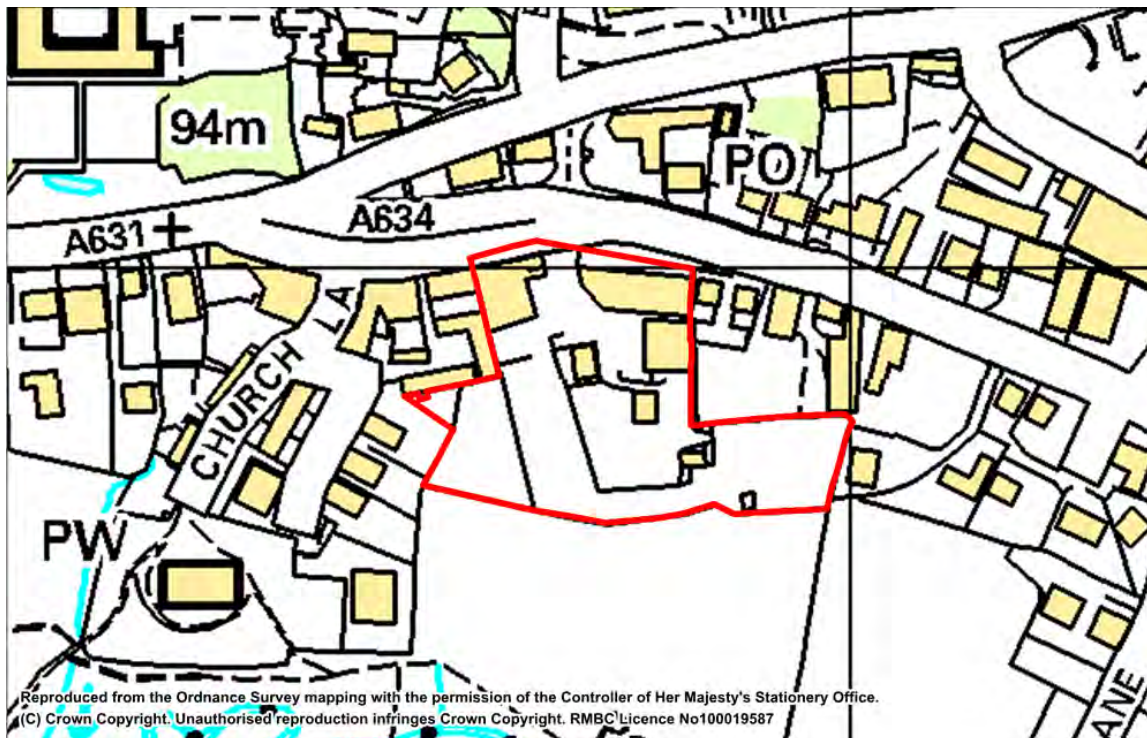 94m
PO
A634
A631
CHURCH LA
PW
ANE
Reproduced from the Ordnance Survey mapping with the permission of the Controller of Her Majesty's Stationery Office.
(C) Crown Copyright. Unauthorised reproduction infringes Crown Copyright. RMBC Licence No100019587